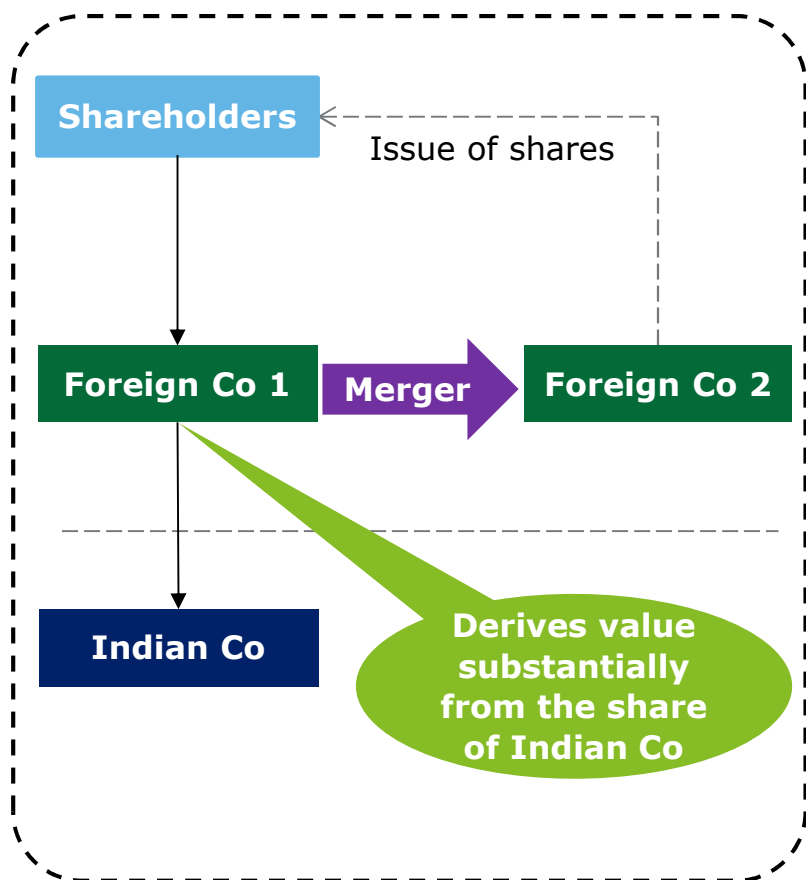 Shareholders
Issue of shares
Foreign Co 1
Merger
Foreign Co 2
Indian Co
Derives value
substantially
from the share
of Indian Co